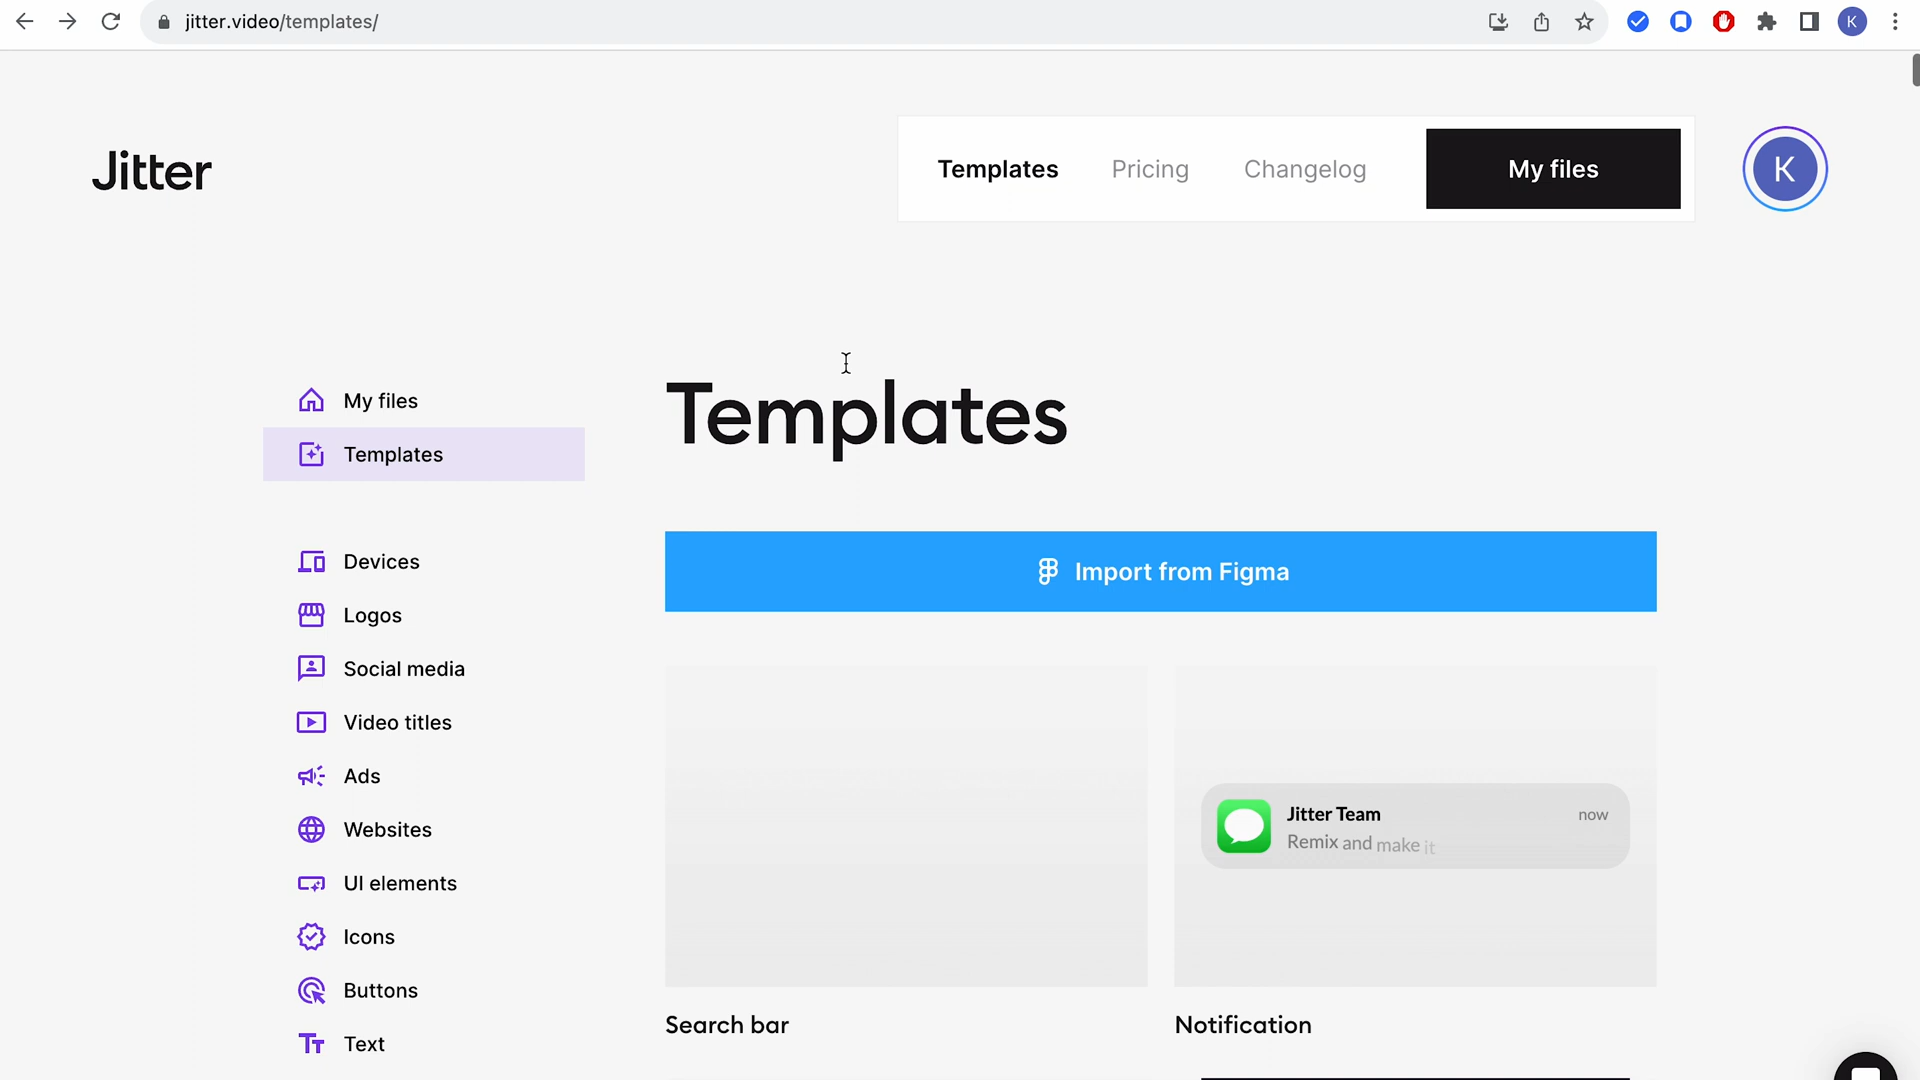 jitter.video/templates/
K
Jitter
Templates
Pricing
Changelog
My files
K
My files
Templates
Devices
Logos
Social media
Video titles
Ads
Websites
UI elements
Icons
Buttons
Text
Templates
Import from Figma
Jitter Team
now
Remix and make it
Search bar
Notification